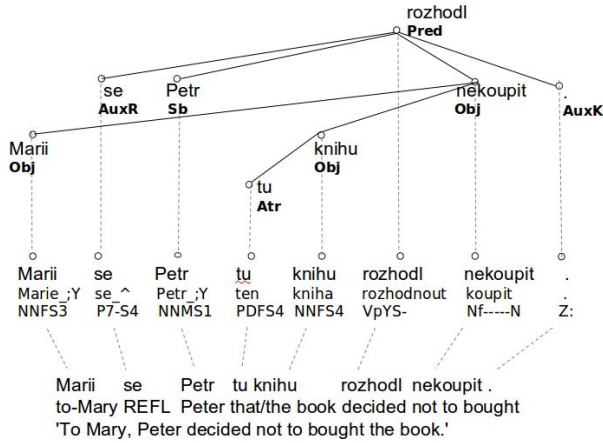 rozhodl
Pred
se Petr nekoupit .
AuxR Sb Obj AuxK
Marii knihu
Obj Obj
tu
Atr
Marii se Petr tu knihu rozhodl nekoupit .
Marie_;Y se_^ Petr_;Y ten kniha rozhodnout koupit .
NNFS3 P7-S4 NNMS1 PDFS4 NNFS4 VpYS- Nf-----N Z:
Marii se Petr tu knihu rozhodl nekoupit .
to-Mary REFL Peter that/the book decided not to bought
'To Mary, Peter decided not to bought the book.'